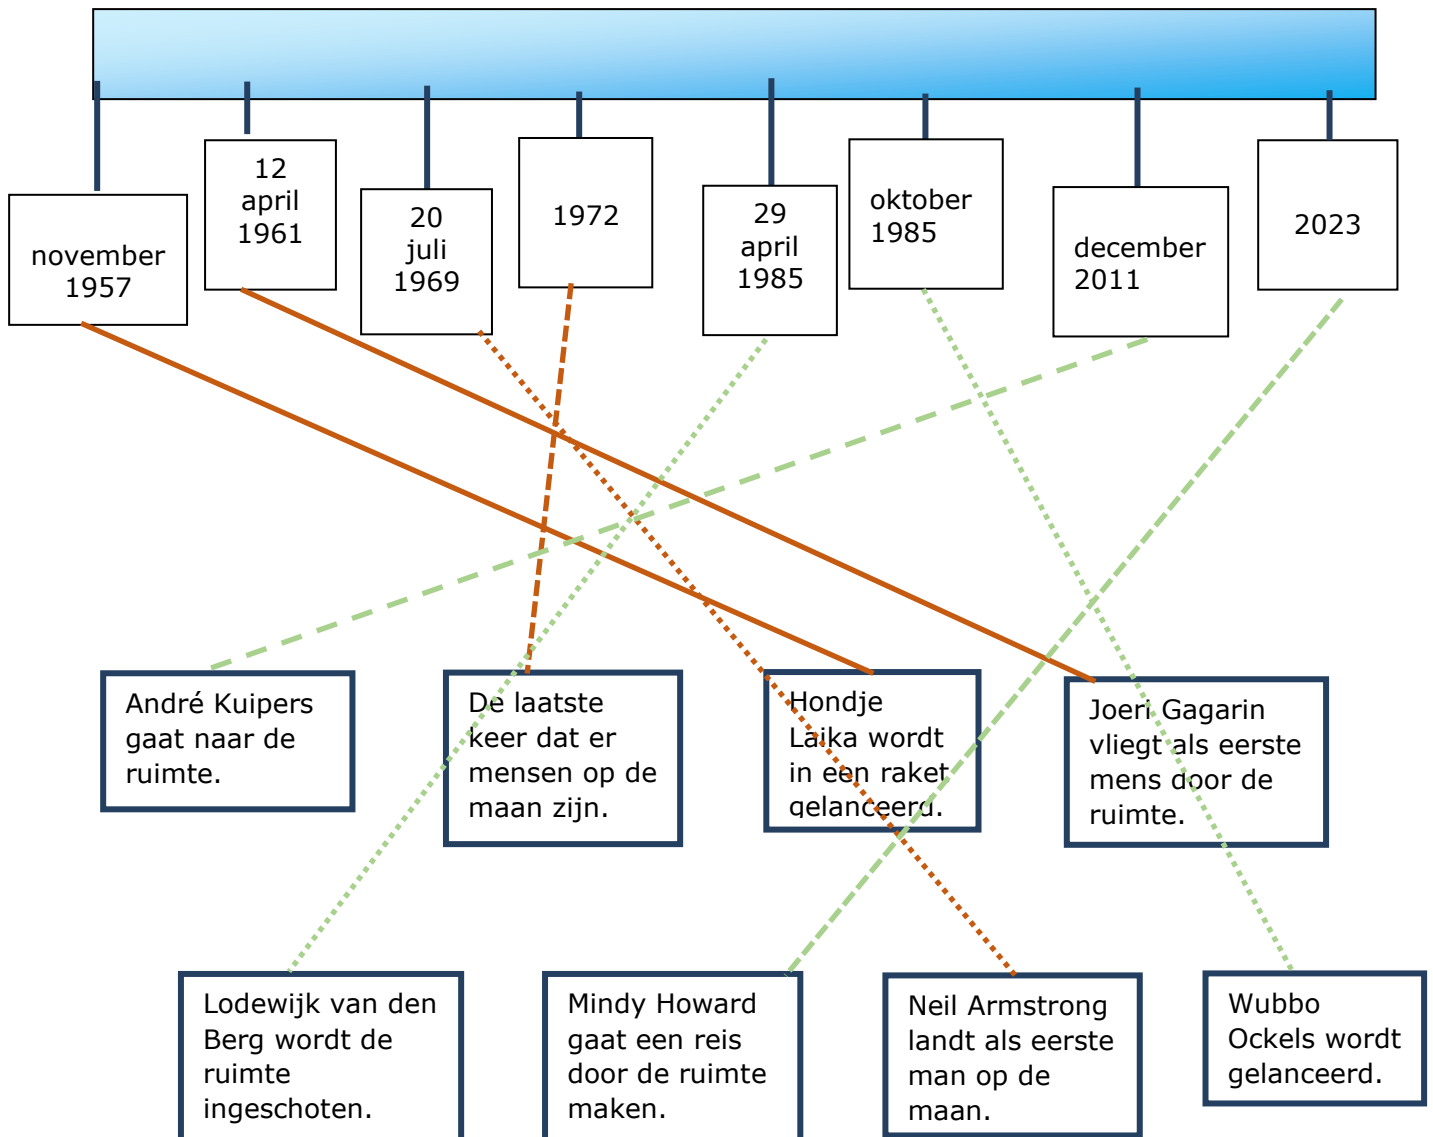 november
1957
12
april
1961
20
juli
1969
1972
29
april
1985
oktober
1985
december
2011
2023
André Kuipers
gaat naar de
ruimte.
De laatste
keer dat er
mensen op de
maan zijn.
Hondje
Laika wordt
in een raket
gelanceerd.
Joeri Gagarin
vliegt als eerste
mens door de
ruimte.
Lodewijk van den
Berg wordt de
ruimte
ingeschoten.
Mindy Howard
gaat een reis
door de ruimte
maken.
Neil Armstrong
landt als eerste
man op de
maan.
Wubbo
Ockels wordt
gelanceerd.